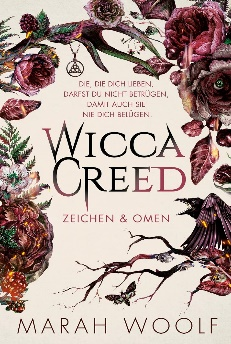 DIE, DIE DICH LIEBEN,
DARFST DU NICHT BETRÜGEN,
DAMIT AUCH SIE
NIE DICH BELÜGEN.
WICCA
CREED
ZEICHEN & OMEN
MARAH WOOLF